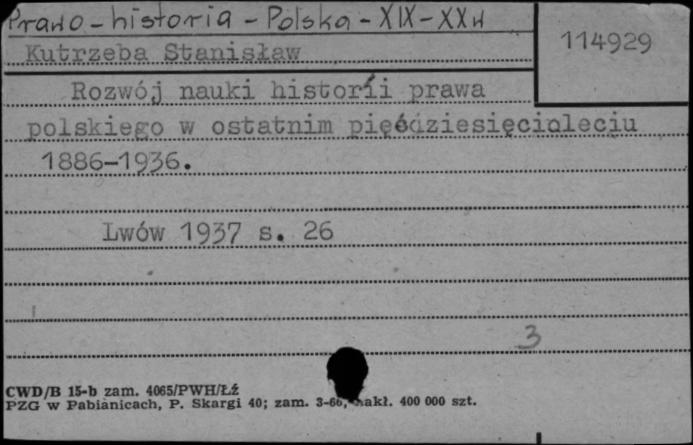 Prawo - historia - Polska - XIX-XX w
Kutrzeba Stanisław
114929
Rozwój nauki historii prawa
polskiego w ostatnim pięćdziesięcioleciu
1886-1936.
Lwów 1937 s. 26
3
CWD/B 15-b zam. 4065/PWH/Łź
PZG w Pabianicach, P. Skargi 40; zam. 3-66, nakł. 400 000 szt.